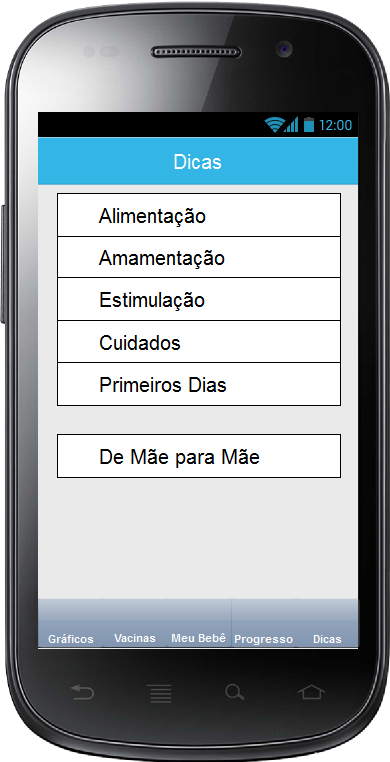 12:00
Dicas
Alimentação
Amamentação
Estimulação
Cuidados
Primeiros Dias
De Mãe para Mãe
Gráficos Vacinas Meu Bebê Progresso Dicas